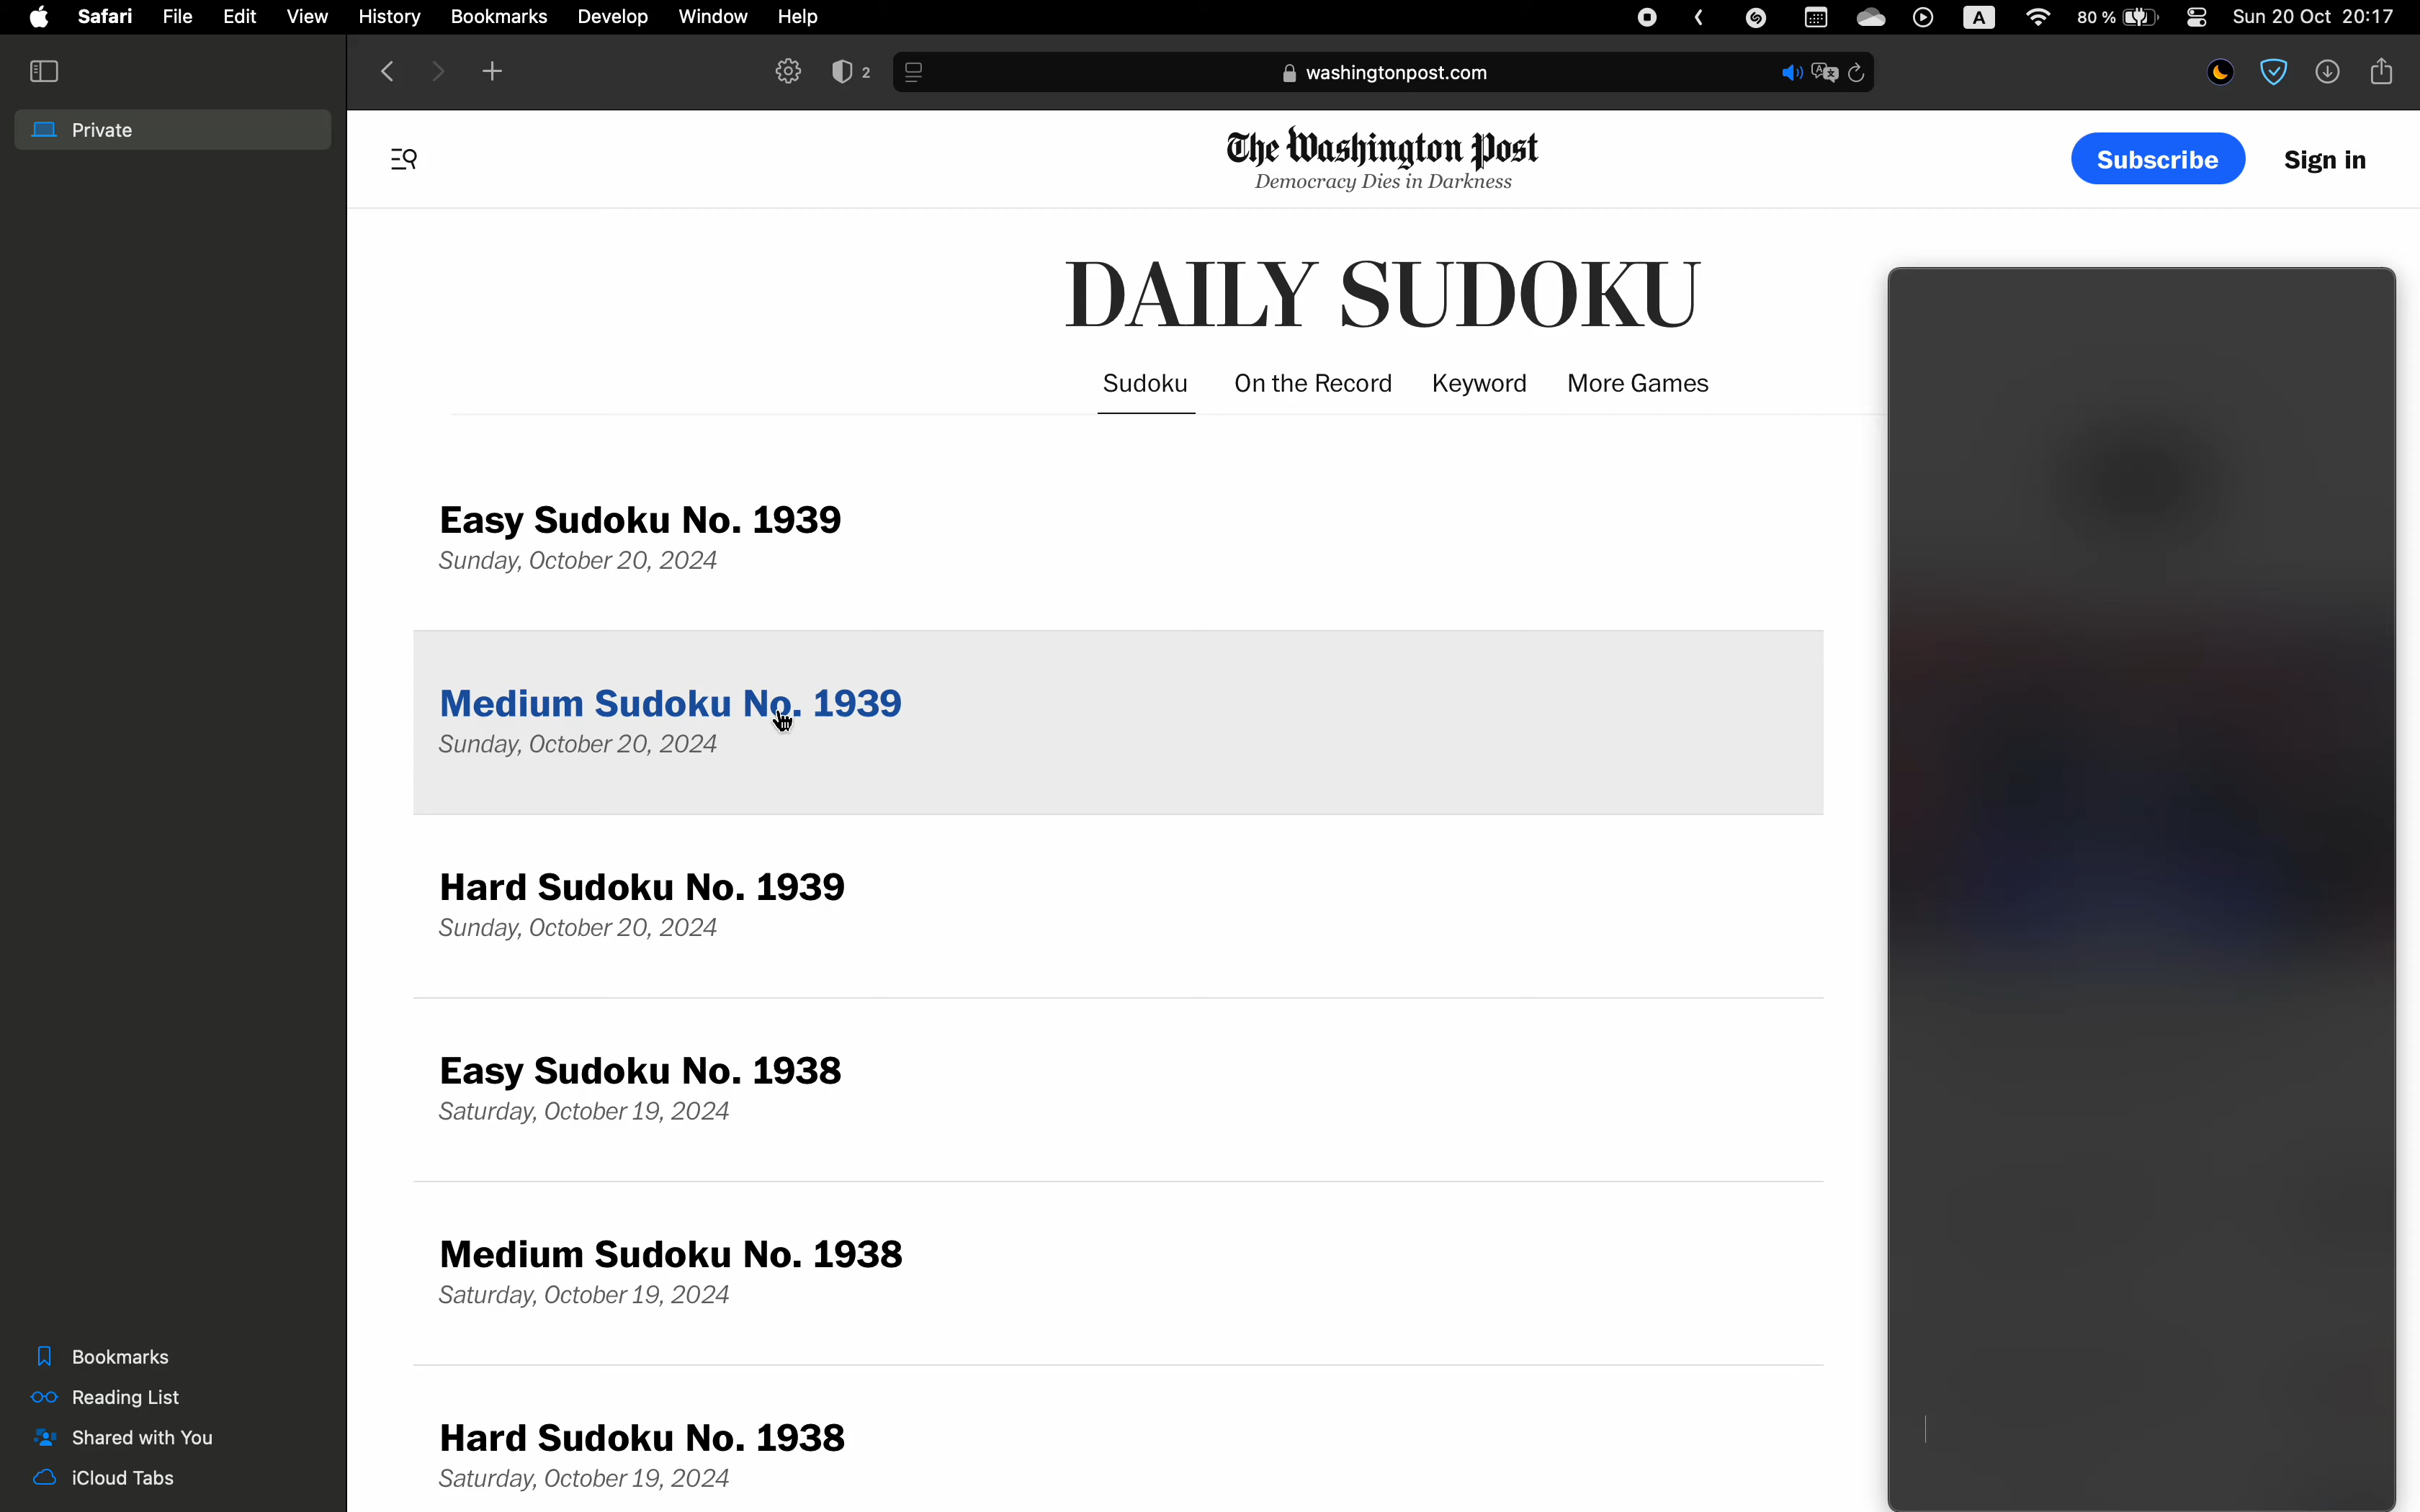 Safari File Edit View History Bookmarks Develop Window Help A 80 % Sun 20 Oct 20:17
2 washingtonpost.com
Private
The Washington Post
Democracy Dies in Darkness
Subscribe Sign in
DAILY SUDOKU
Sudoku On the Record Keyword More Games
Easy Sudoku No. 1939
Sunday, October 20, 2024
Medium Sudoku No. 1939
Sunday, October 20, 2024
Hard Sudoku No. 1939
Sunday, October 20, 2024
Easy Sudoku No. 1938
Saturday, October 19, 2024
Medium Sudoku No. 1938
Saturday, October 19, 2024
Hard Sudoku No. 1938
Saturday, October 19, 2024
Bookmarks
Reading List
Shared with You
iCloud Tabs